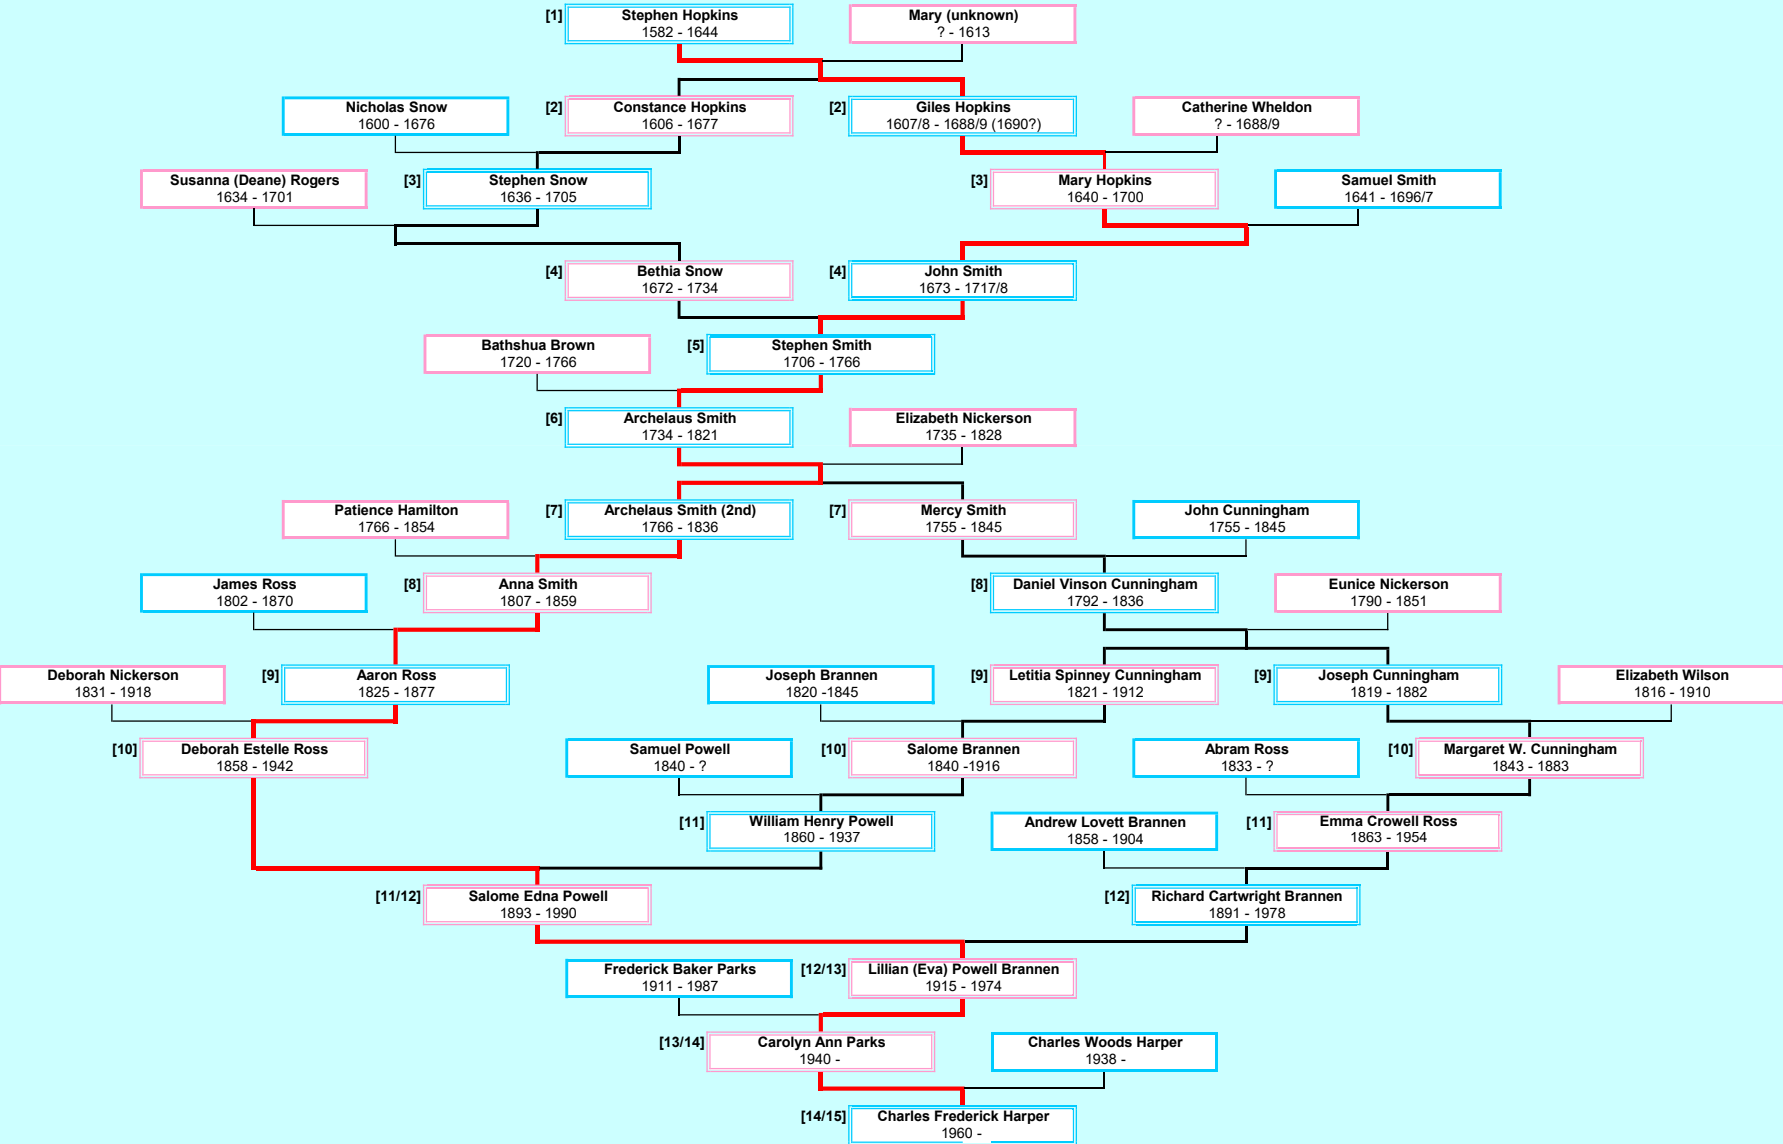 [1]
Stephen Hopkins
1582 - 1644
Mary (unknown)
? - 1613
Nicholas Snow
1600 - 1676
[2]
Constance Hopkins
1606 - 1677
[2]
Giles Hopkins
1607/8 - 1688/9 (1690?)
Catherine Wheldon
? - 1688/9
Susanna (Deane) Rogers
1634 - 1701
[3]
Stephen Snow
1636 - 1705
[3]
Mary Hopkins
1640 - 1700
Samuel Smith
1641 - 1696/7
[4]
Bethia Snow
1672 - 1734
[4]
John Smith
1673 - 1717/8
Bathshua Brown
1720 - 1766
[5]
Stephen Smith
1706 - 1766
[6]
Archelaus Smith
1734 - 1821
Elizabeth Nickerson
1735 - 1828
Patience Hamilton
1766 - 1854
[7]
Archelaus Smith (2nd)
1766 - 1836
[7]
Mercy Smith
1755 - 1845
John Cunningham
1755 - 1845
James Ross
1802 - 1870
[8]
Anna Smith
1807 - 1859
[8]
Daniel Vinson Cunningham
1792 - 1836
Eunice Nickerson
1790 - 1851
Deborah Nickerson
1831 - 1918
[9]
Aaron Ross
1825 - 1877
Joseph Brannen
1820 -1845
[9]
Letitia Spinney Cunningham
1821 - 1912
[9]
Joseph Cunningham
1819 - 1882
Elizabeth Wilson
1816 - 1910
[10]
Deborah Estelle Ross
1858 - 1942
Samuel Powell
1840 - ?
[10]
Salome Brannen
1840 -1916
Abram Ross
1833 - ?
[10]
Margaret W. Cunningham
1843 - 1883
[11]
William Henry Powell
1860 - 1937
Andrew Lovett Brannen
1858 - 1904
[11]
Emma Crowell Ross
1863 - 1954
[11/12]
Salome Edna Powell
1893 - 1990
[12]
Richard Cartwright Brannen
1891 - 1978
Frederick Baker Parks
1911 - 1987
[12/13]
Lillian (Eva) Powell Brannen
1915 - 1974
[13/14]
Carolyn Ann Parks
1940 -
Charles Woods Harper
1938 -
[14/15]
Charles Frederick Harper
1960 -